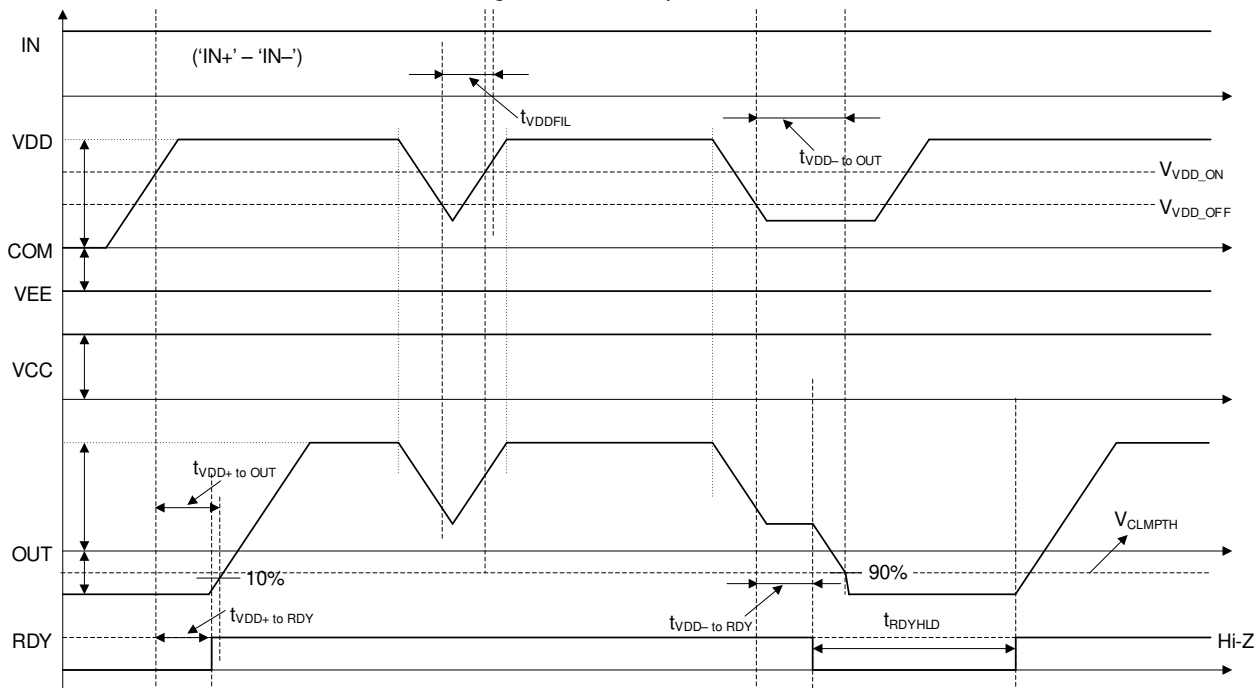 IN
('IN+' – 'IN–')
tVDDFIL
VDD
tVDD– to OUT
VVDD_ON
VVDD_OFF
COM
VEE
VCC
tVDD+ to OUT
VCLMPTH
OUT
10%
90%
tVDD+ to RDY
tVDD– to RDY
tRDYHLD
RDY
Hi-Z